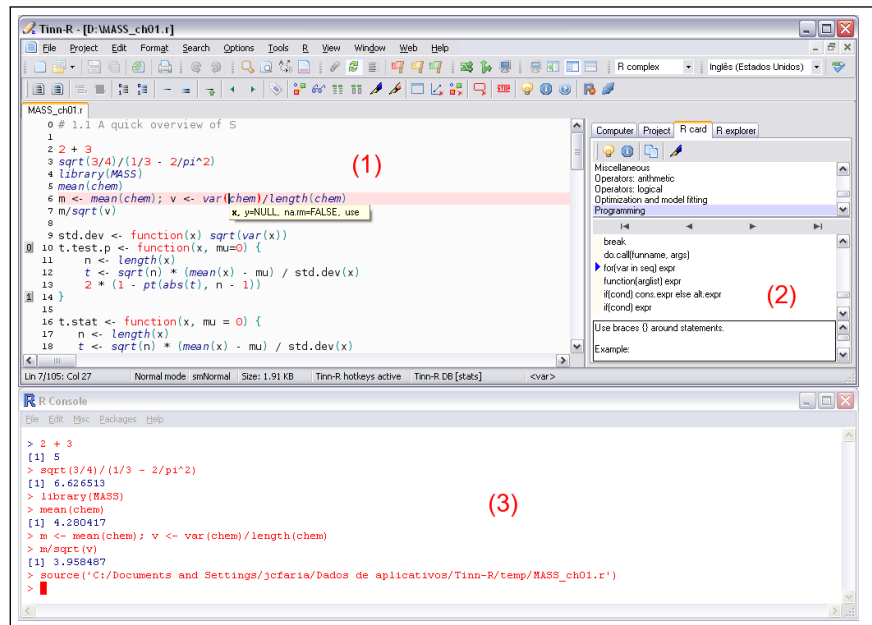 Tinn-R - [D:\MASS_ch01.r]
File Project Edit Format Search Options Tools R View Window Web Help
R complex
Inglês (Estados Unidos)
STOP
MASS_ch01.r
0 # 1.1 A quick overview of S
1
2 2 + 3
3 sqrt(3/4)/(1/3 - 2/pi^2)
4 library(MASS)
5 mean(chem)
6 m <- mean(chem); v <- var(chem)/length(chem)
7 m/sqrt(v)
x, y=NULL, na.rm=FALSE, use
8
9 std.dev <- function(x) sqrt(var(x))
0 10 t.test.p <- function(x, mu=0) {
11 n <- length(x)
12 t <- sqrt(n) * (mean(x) - mu) / std.dev(x)
13 2 * (1 - pt(abs(t), n - 1))
1 14 }
15
16 t.stat <- function(x, mu = 0) {
17 n <- length(x)
18 t <- sqrt(n) * (mean(x) - mu) / std.dev(x)
(1)
Computer Project R card R explorer
Miscellaneous
Operators: arithmetic
Operators: logical
Optimization and model fitting
Programming
break
do.call(funname, args)
for(var in seq) expr
function(arglist) expr
if(cond) cons.expr else alt.expr
if(cond) expr
(2)
Use braces {} around statements.
Example:
Lin 7/105: Col 27 Normal mode smNormal Size: 1.91 KB Tinn-R hotkeys active Tinn-R DB [stats] <var>
R Console
File Edit Misc Packages Help
> 2 + 3
[1] 5
> sqrt(3/4)/(1/3 - 2/pi^2)
[1] 6.626513
> library(MASS)
> mean(chem)
[1] 4.280417
> m <- mean(chem); v <- var(chem)/length(chem)
> m/sqrt(v)
[1] 3.958487
> source('C:/Documents and Settings/jcfaria/Dados de aplicativos/Tinn-R/temp/MASS_ch01.r')
>
(3)